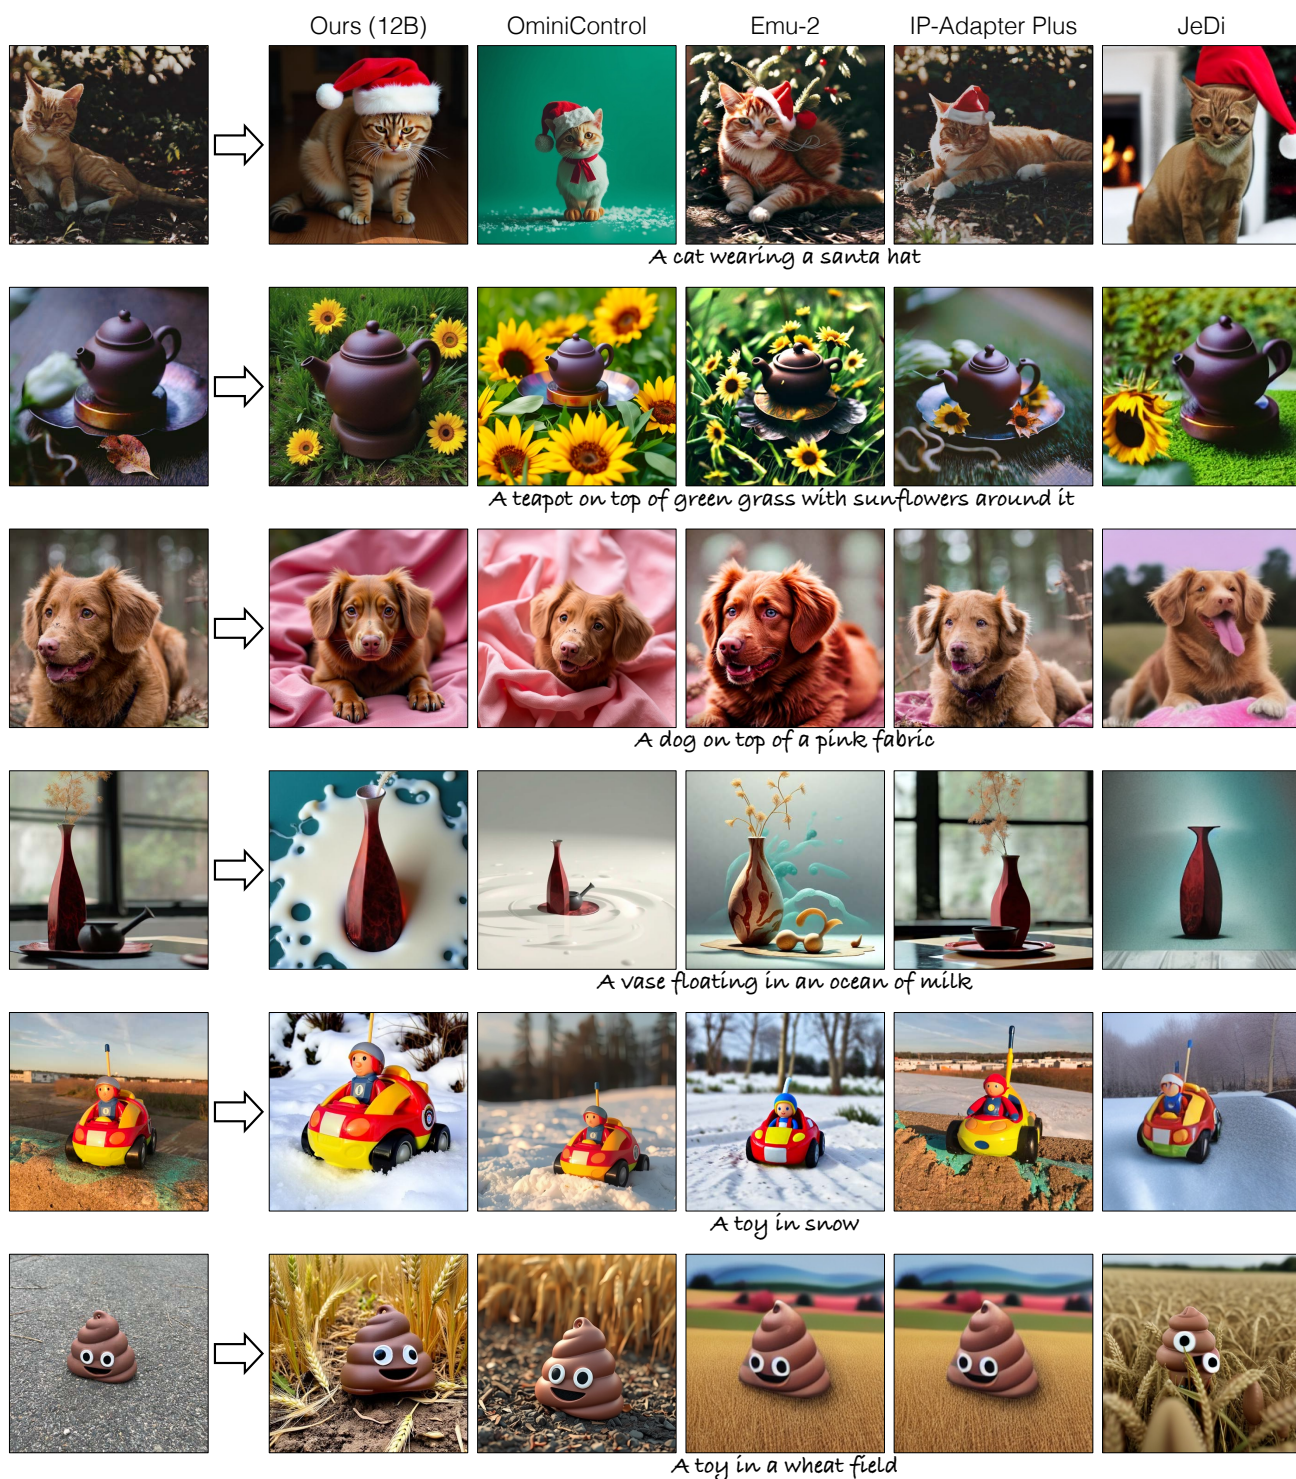 Ours (12B) OminiControl Emu-2 IP-Adapter Plus JeDi
A cat wearing a santa hat
A teapot on top of green grass with sunflowers around it
A dog on top of a pink fabric
A vase floating in an ocean of milk
A toy in snow
A toy in a wheat field